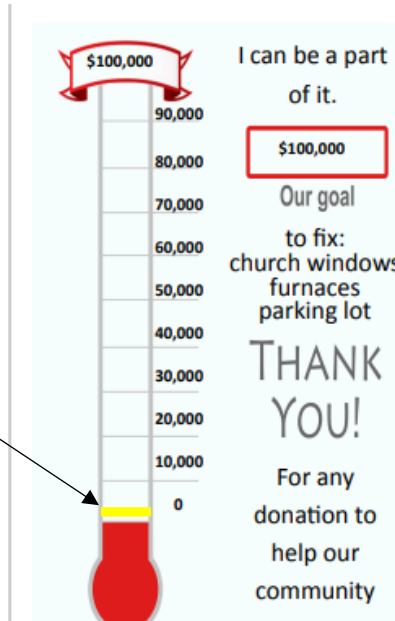 $100,000
90,000
80,000
70,000
60,000
50,000
40,000
30,000
20,000
10,000
0
I can be a part
of it.
$100,000
Our goal
to fix:
church windows
furnaces
parking lot
THANK
YOU!
For any
donation to
help our
community